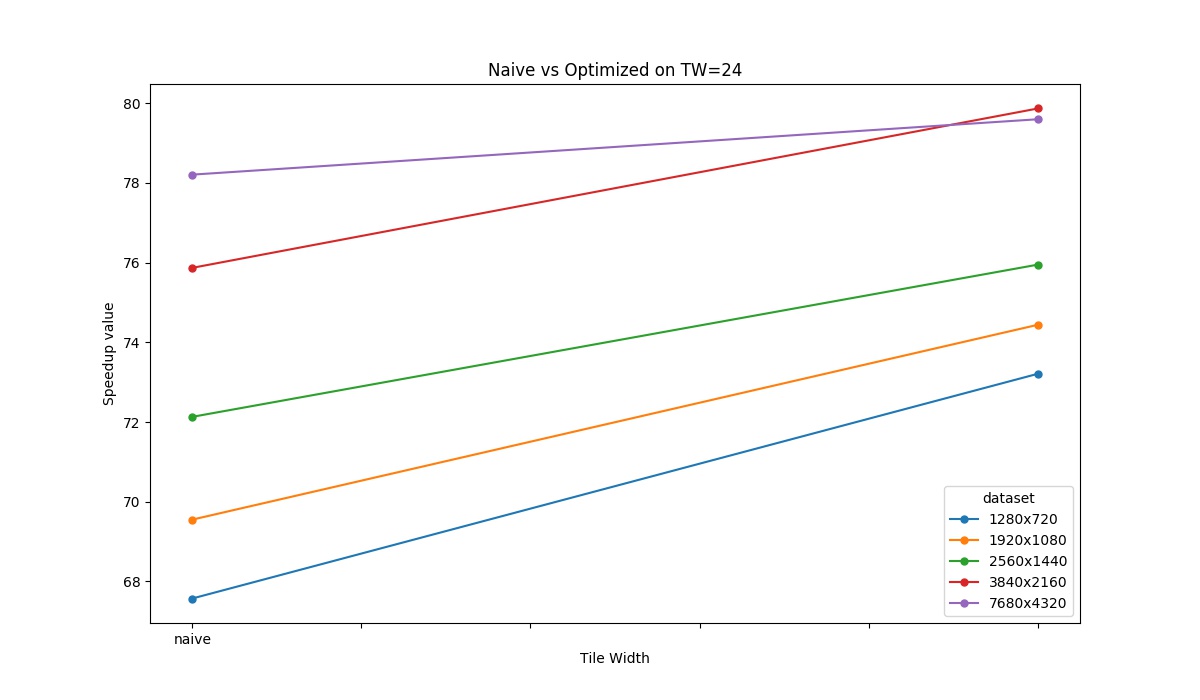 Naive vs Optimized on TW=24
80
78
76
74
72
70
68
Speedup value
naive
Tile Width
dataset
1280x720
1920x1080
2560x1440
3840x2160
7680x4320